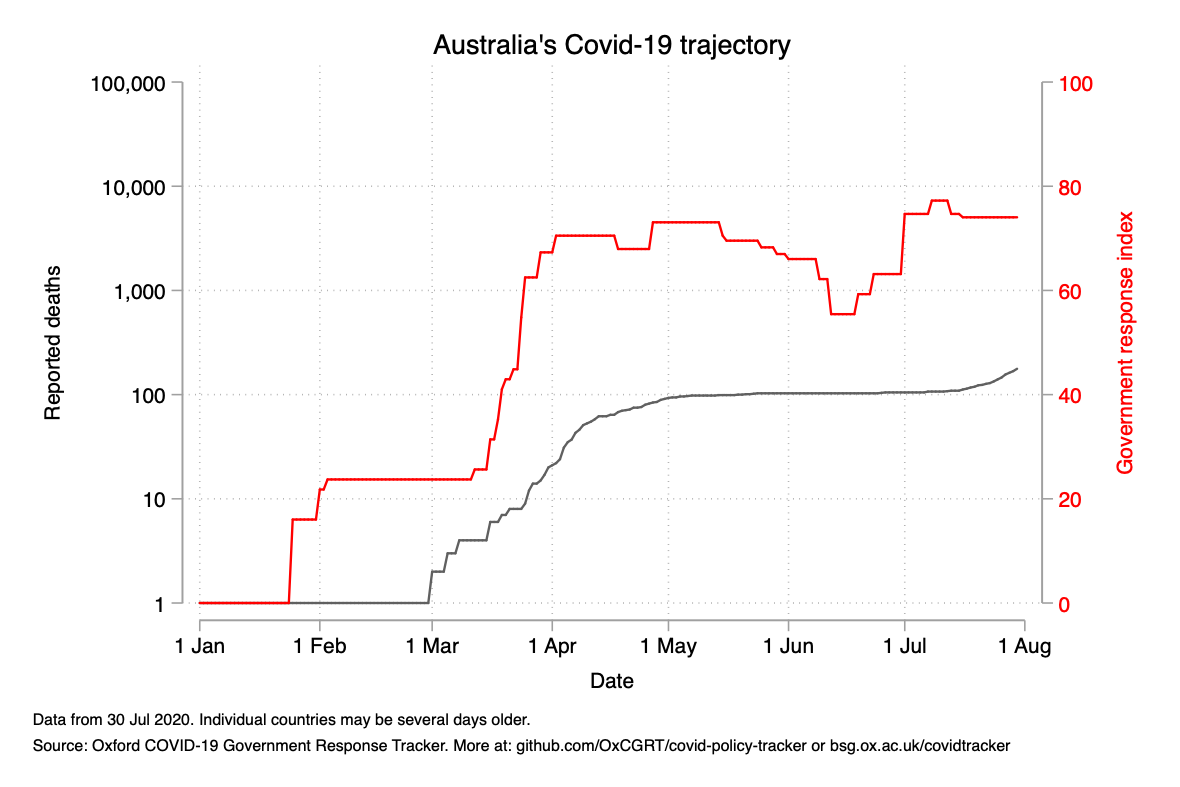 Australia's Covid-19 trajectory
100,000
10,000
1,000
100
10
1
Reported deaths
100
80
60
40
20
0
Government response index
1 Jan 1 Feb 1 Mar 1 Apr 1 May 1 Jun 1 Jul 1 Aug
Date
Data from 30 Jul 2020. Individual countries may be several days older.
Source: Oxford COVID-19 Government Response Tracker. More at: github.com/OxCGRT/covid-policy-tracker or bsg.ox.ac.uk/covidtracker